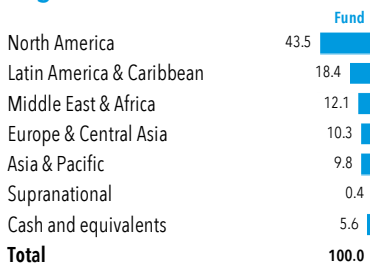 Fund
North America 43.5
Latin America & Caribbean 18.4
Middle East & Africa 12.1
Europe & Central Asia 10.3
Asia & Pacific 9.8
Supranational 0.4
Cash and equivalents 5.6
Total 100.0